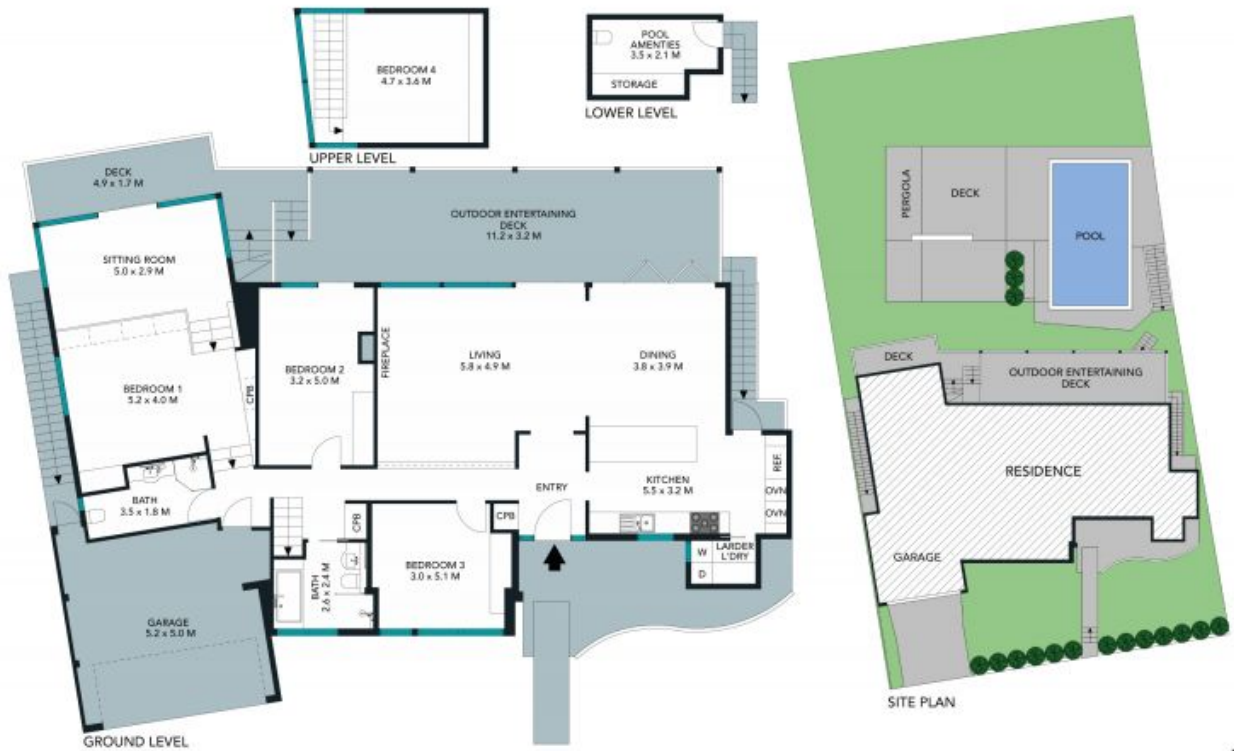 BEDROOM 4
4.7 x 3.6 M
UPPER LEVEL
POOL
AMENTIES
3.5 x 2.1 M
STORAGE
LOWER LEVEL
DECK
4.9 x 1.7 M
OUTDOOR ENTERTAINING
DECK
11.2 x 3.2 M
SITTING ROOM
5.0 x 2.9 M
BEDROOM 1
5.2 x 4.0 M
CPB
BEDROOM 2
3.2 x 5.0 M
FIREPLACE
LIVING
5.8 x 4.9 M
DINING
3.8 x 3.9 M
KITCHEN
5.5 x 3.2 M
REF.
OVN
OVN
ENTRY
BATH
3.5 x 1.8 M
CPB
CPB
BEDROOM 3
3.0 x 5.1 M
BATH
2.6 x 2.4 M
W
D
LARDER
L'DRY
GARAGE
5.2 x 5.0 M
GROUND LEVEL
PERGOLA
DECK
POOL
DECK
OUTDOOR ENTERTAINING
DECK
RESIDENCE
GARAGE
SITE PLAN